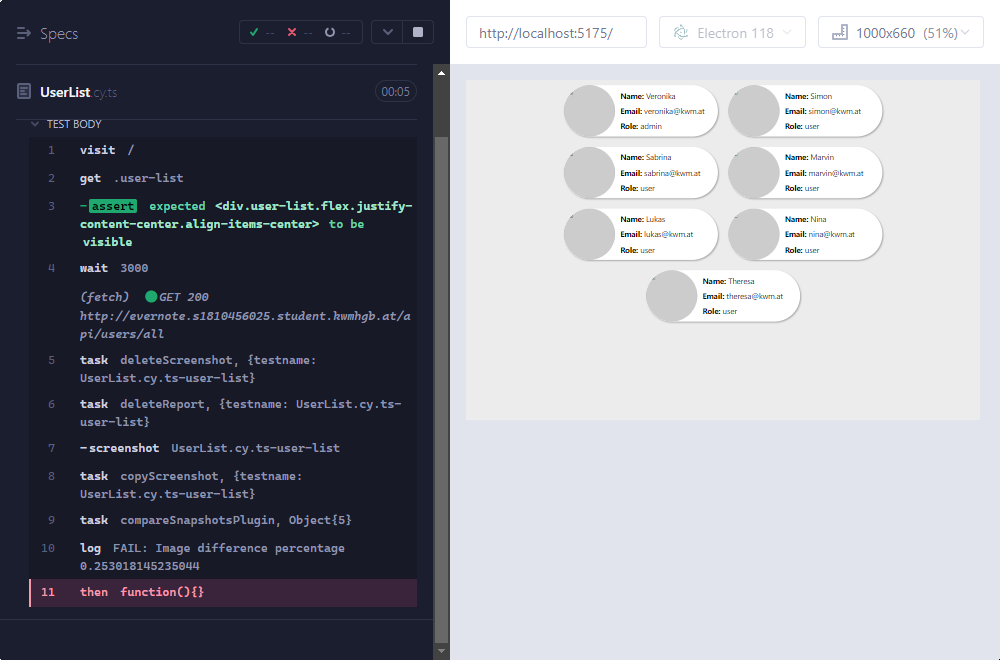 Specs
-- -- --
UserList.cy.ts
00:05
TEST BODY
1 visit /
2 get .user-list
3 -assert expected <div.user-list.flex.justify-
content-center.align-items-center> to be
visible
4 wait 3000
(fetch) GET 200
http://evernote.s1810456025.student.kwmhgb.at/a
pi/users/all
5 task deleteScreenshot, {testname:
UserList.cy.ts-user-list}
6 task deleteReport, {testname: UserList.cy.ts-
user-list}
7 -screenshot UserList.cy.ts-user-list
8 task copyScreenshot, {testname:
UserList.cy.ts-user-list}
9 task compareSnapshotsPlugin, Object{5}
10 log FAIL: Image difference percentage
0.253018145235044
11 then function(){}
http://localhost:5175/
Electron 118
1000x660 (51%)
Name: Veronika
Email: veronika@kwm.at
Role: admin
Name: Simon
Email: simon@kwm.at
Role: user
Name: Sabrina
Email: sabrina@kwm.at
Role: user
Name: Marvin
Email: marvin@kwm.at
Role: user
Name: Lukas
Email: lukas@kwm.at
Role: user
Name: Nina
Email: nina@kwm.at
Role: user
Name: Theresa
Email: theresa@kwm.at
Role: user